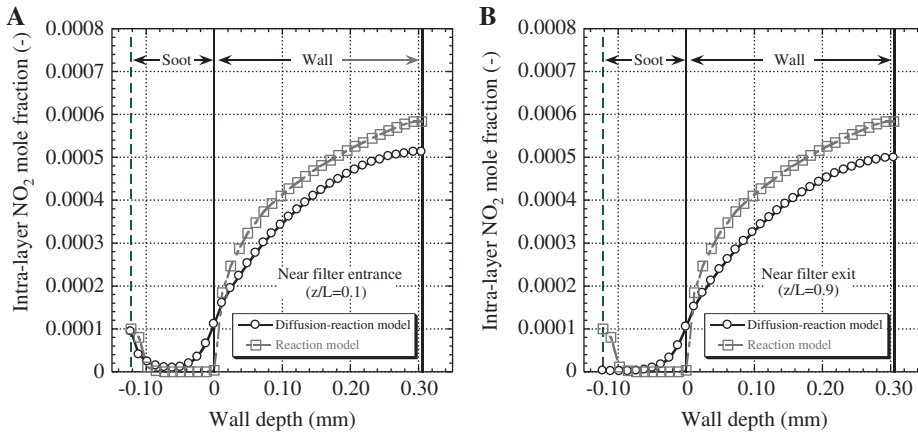 A
Intra-layer NO2 mole fraction (-)
0.0008
0.0007
0.0006
0.0005
0.0004
0.0003
0.0002
0.0001
0
Soot
Wall
Near filter entrance
(z/L=0.1)
Diffusion-reaction model
Reaction model
-0.10
0
0.10
0.20
0.30
Wall depth (mm)
B
Intra-layer NO2 mole fraction (-)
0.0008
0.0007
0.0006
0.0005
0.0004
0.0003
0.0002
0.0001
0
Soot
Wall
Near filter exit
(z/L=0.9)
Diffusion-reaction model
Reaction model
-0.10
0
0.10
0.20
0.30
Wall depth (mm)